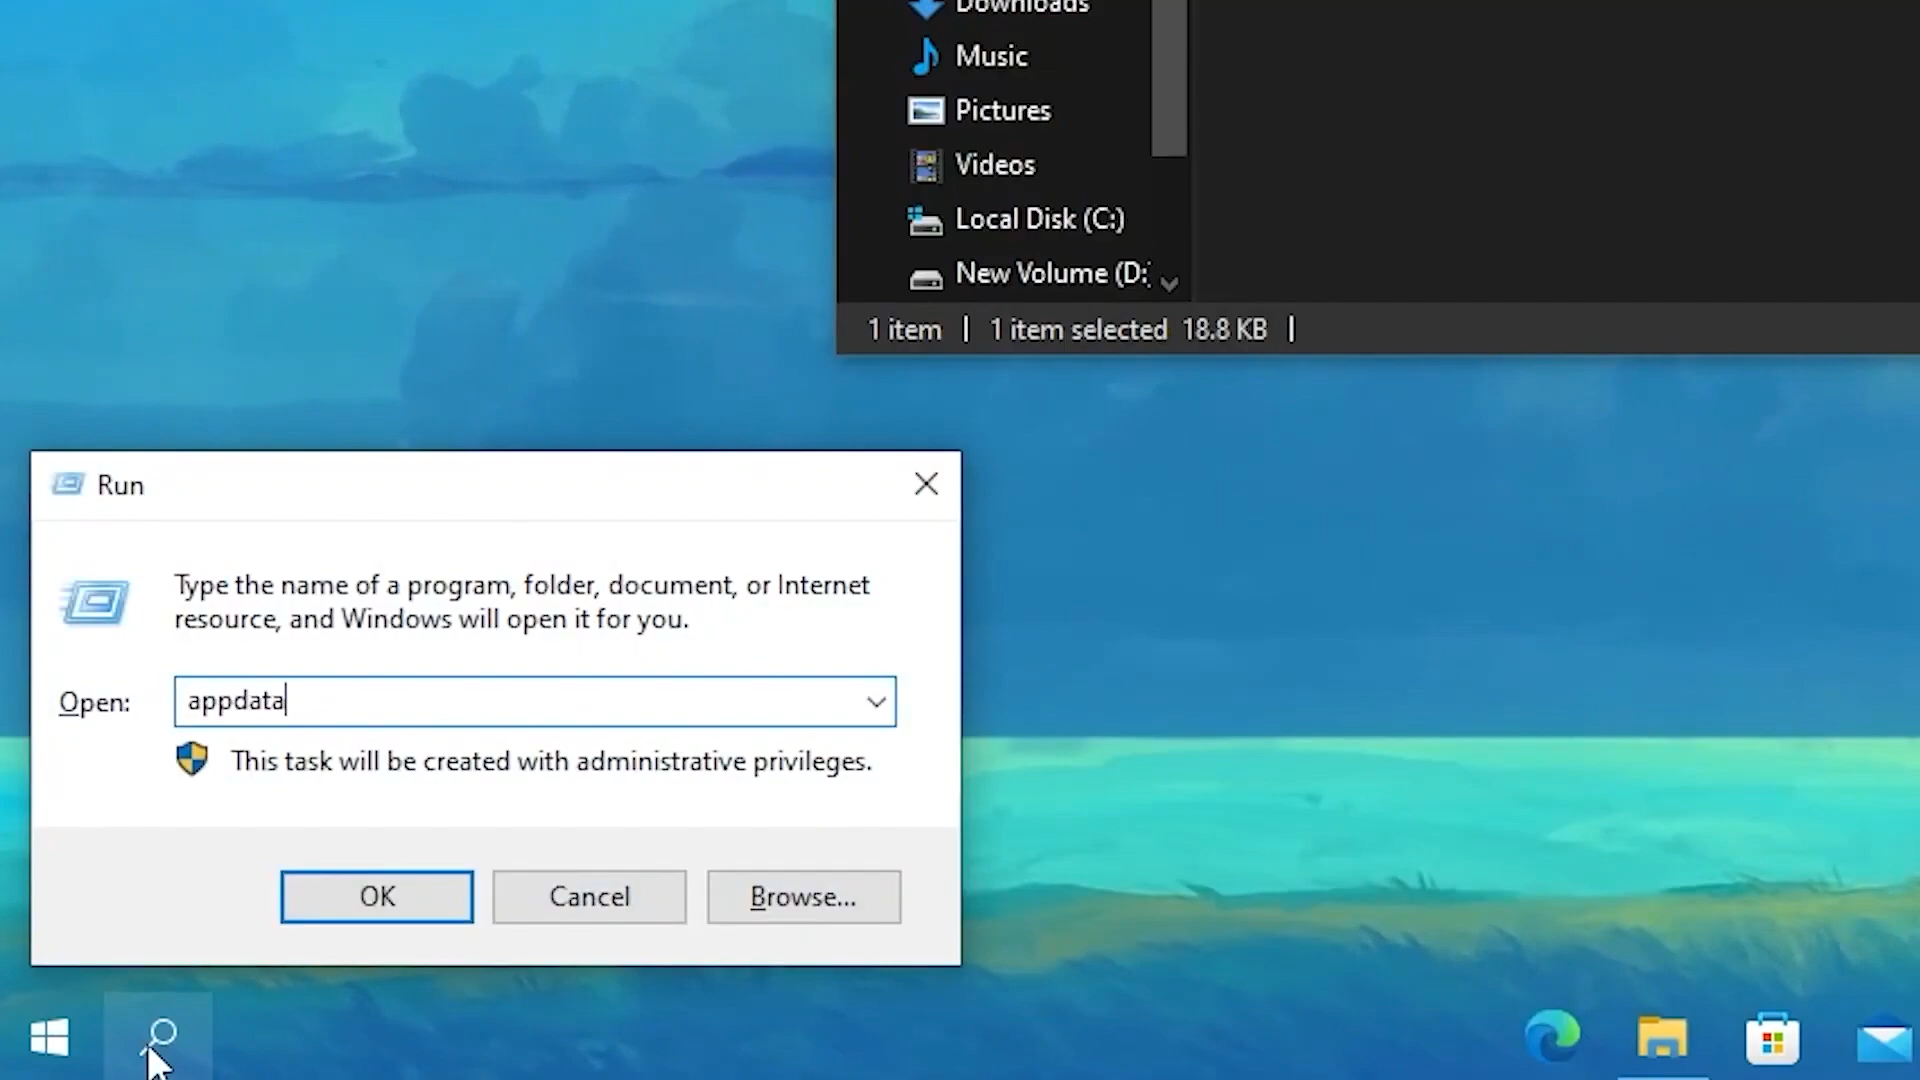 Downloads
Music
Pictures
Videos
Local Disk (C:)
New Volume (D:
1 item | 1 item selected 18.8 KB |
Run
Type the name of a program, folder, document, or Internet
resource, and Windows will open it for you.
Open: appdata
This task will be created with administrative privileges.
OK Cancel Browse...